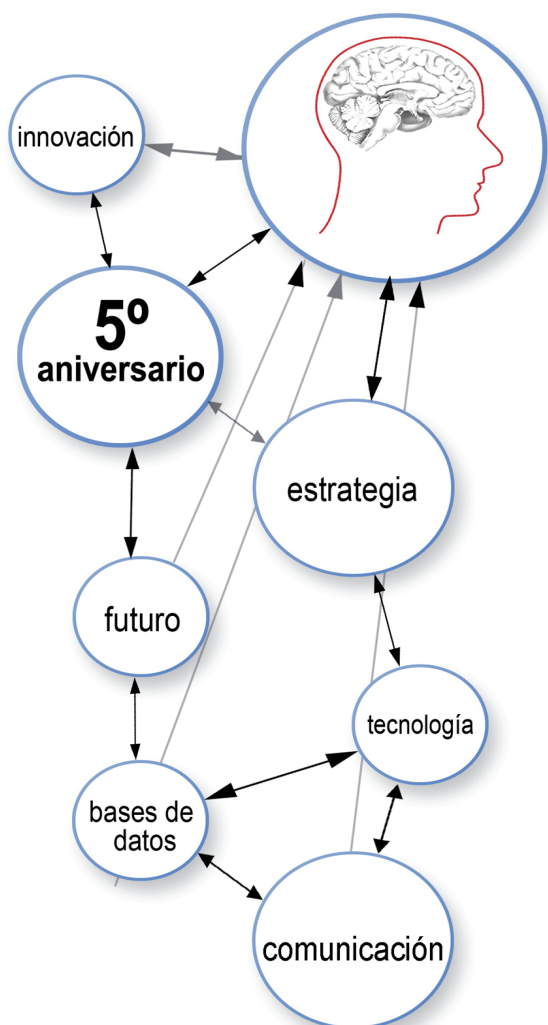 innovación
5º
aniversario
estrategia
futuro
tecnología
bases de
datos
comunicación